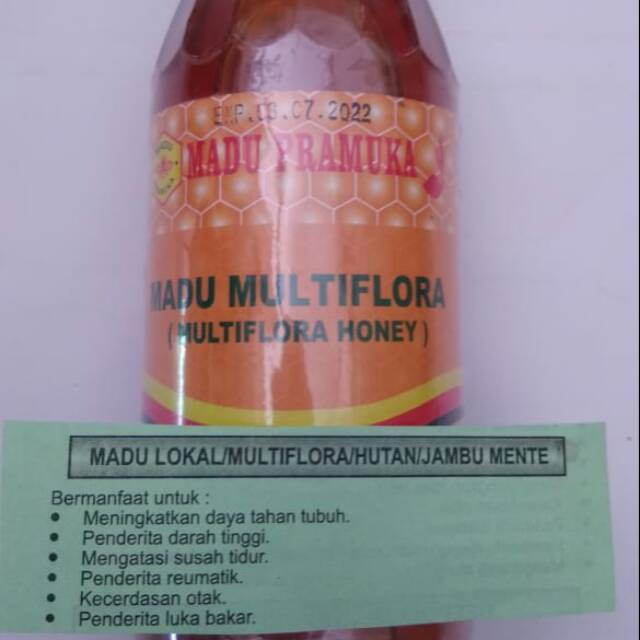 EXP.03.07.2022
MADU PRAMUKA
MADU MULTIFLORA
(MULTIFLORA HONEY)
MADU LOKAL/MULTIFLORA/HUTAN/JAMBU MENTE
Bermanfaat untuk :
• Meningkatkan daya tahan tubuh.
• Penderita darah tinggi.
• Mengatasi susah tidur.
• Penderita reumatik.
• Kecerdasan otak.
• Penderita luka bakar.